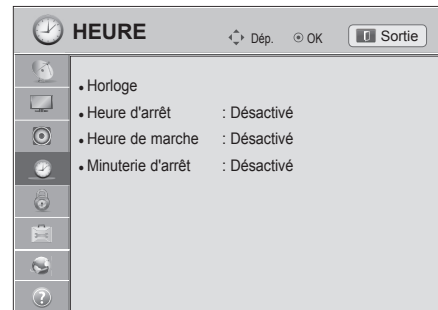 HEURE Dép. OK Sortie
• Horloge
• Heure d'arrêt : Désactivé
• Heure de marche : Désactivé
• Minuterie d'arrêt : Désactivé
?